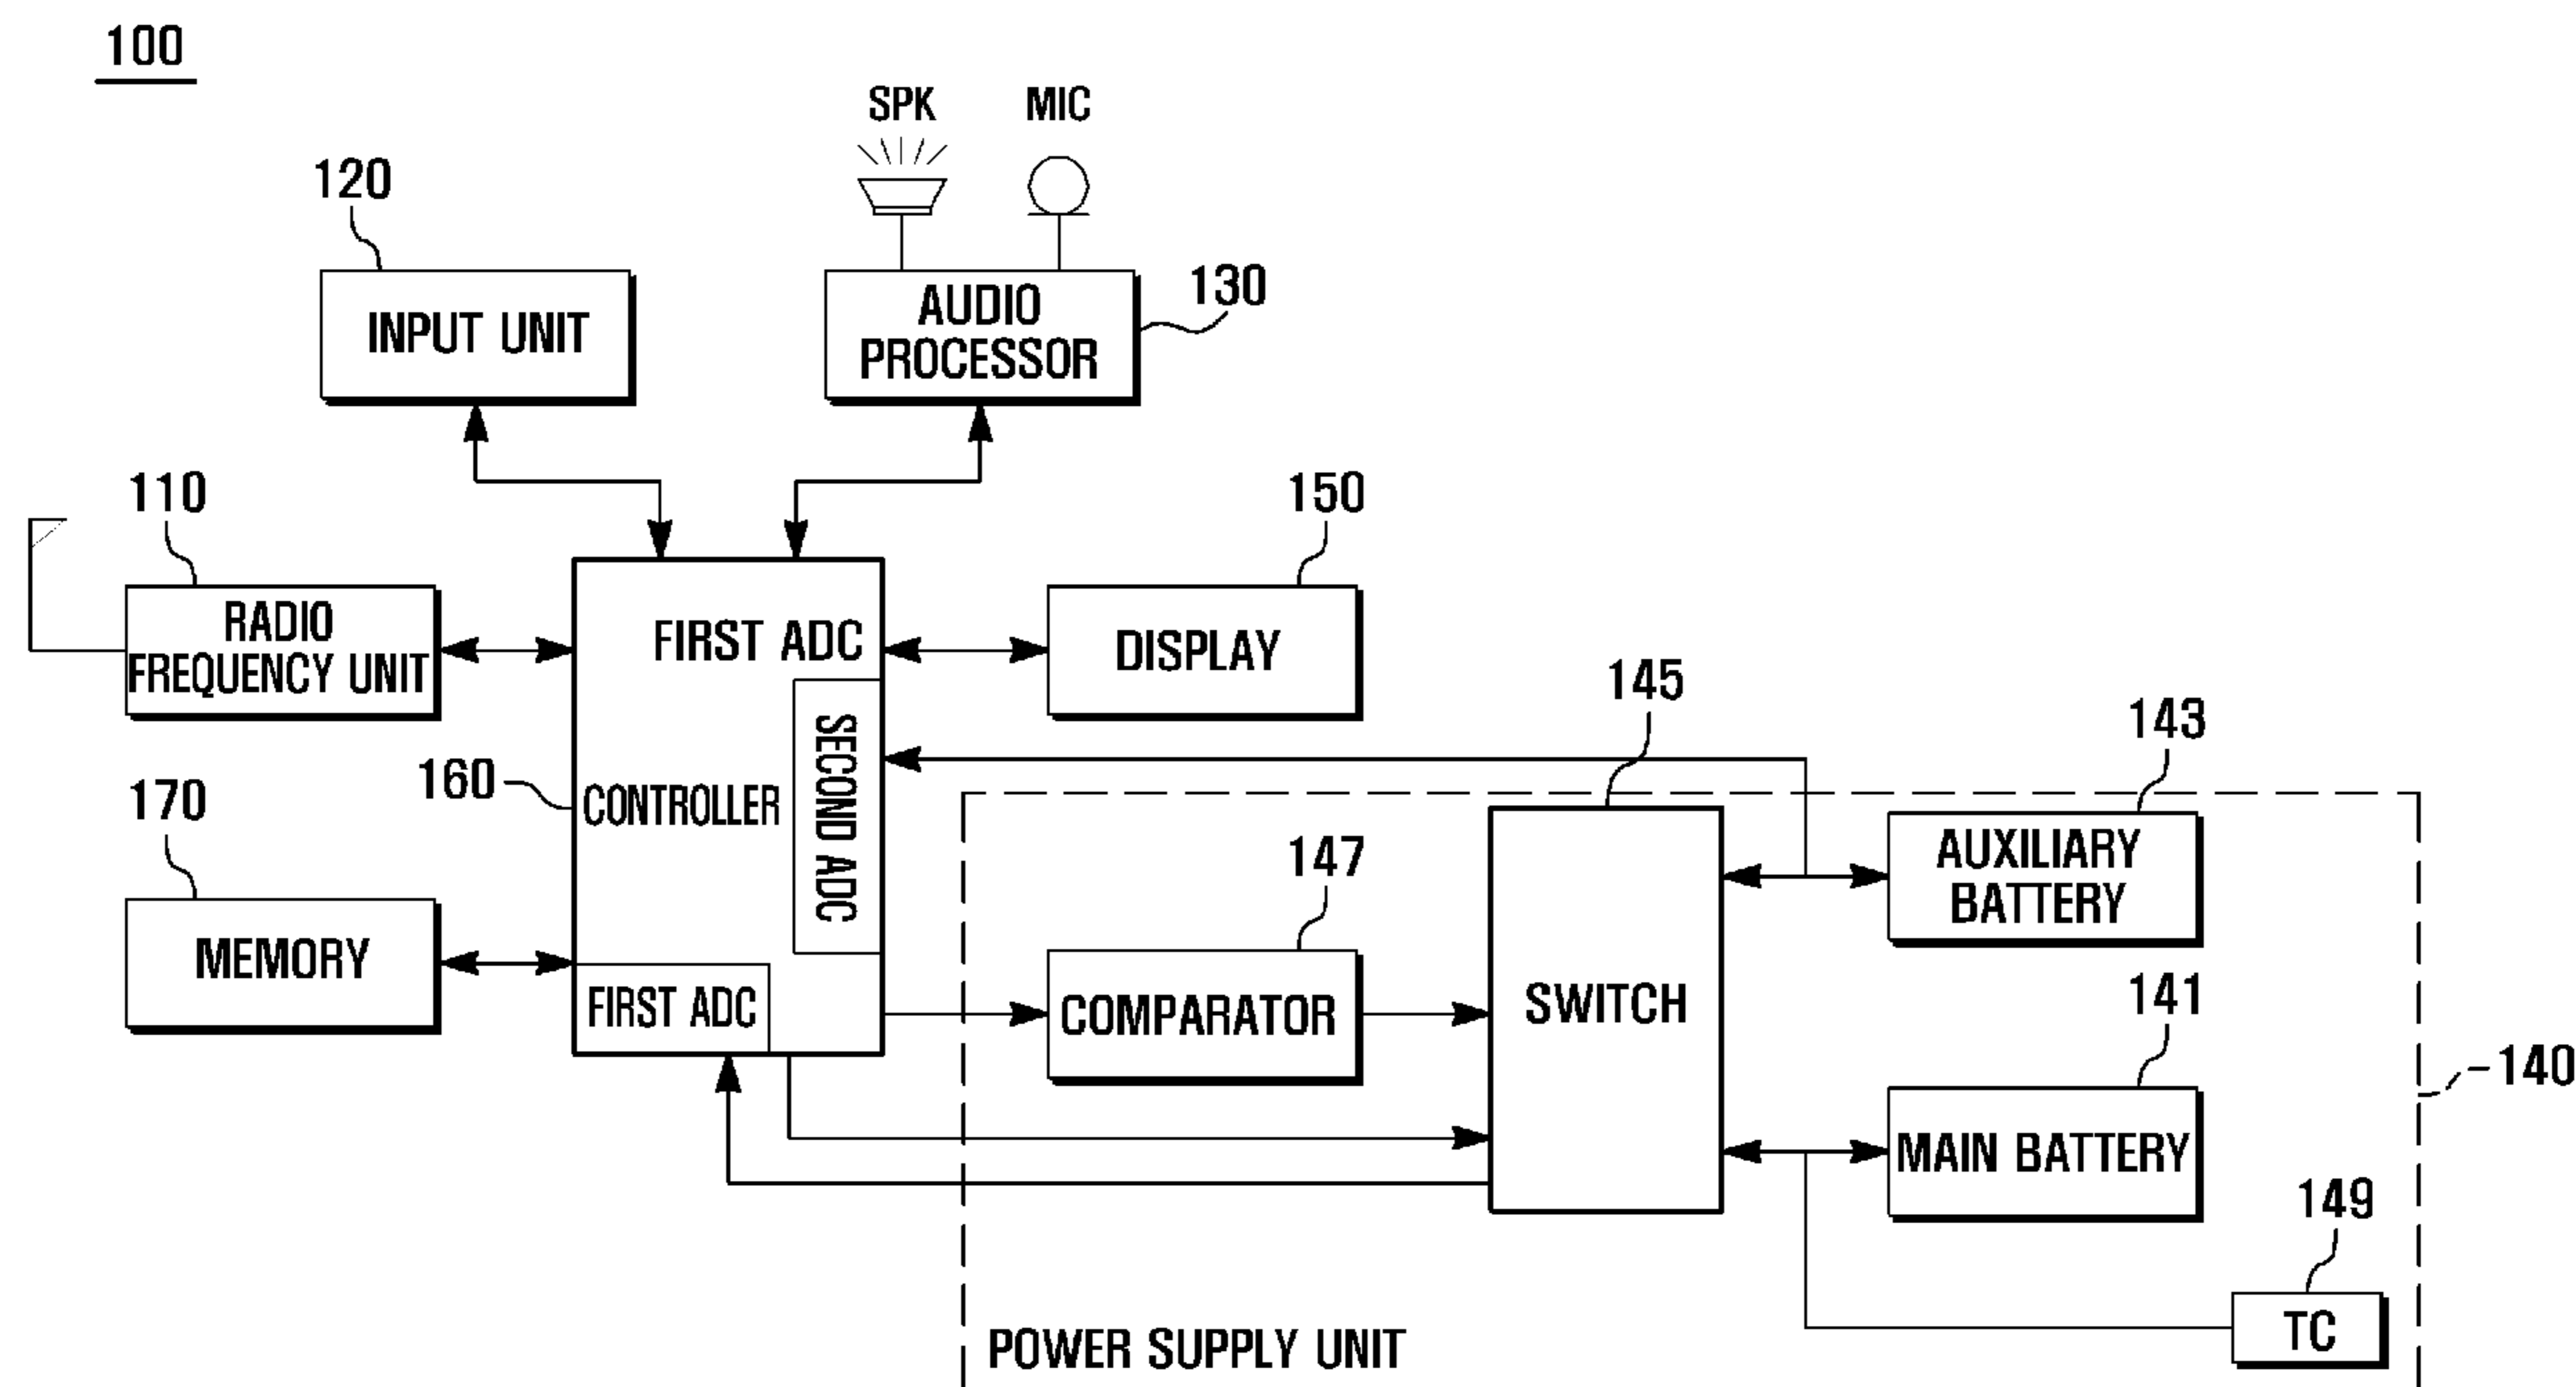 100
SPK
MIC
120
INPUT UNIT
AUDIO
PROCESSOR
130
110
RADIO
FREQUENCY UNIT
150
DISPLAY
FIRST ADC
SECOND ADC
160
CONTROLLER
FIRST ADC
170
MEMORY
145
SWITCH
147
COMPARATOR
143
AUXILIARY
BATTERY
141
MAIN BATTERY
140
149
TC
POWER SUPPLY UNIT